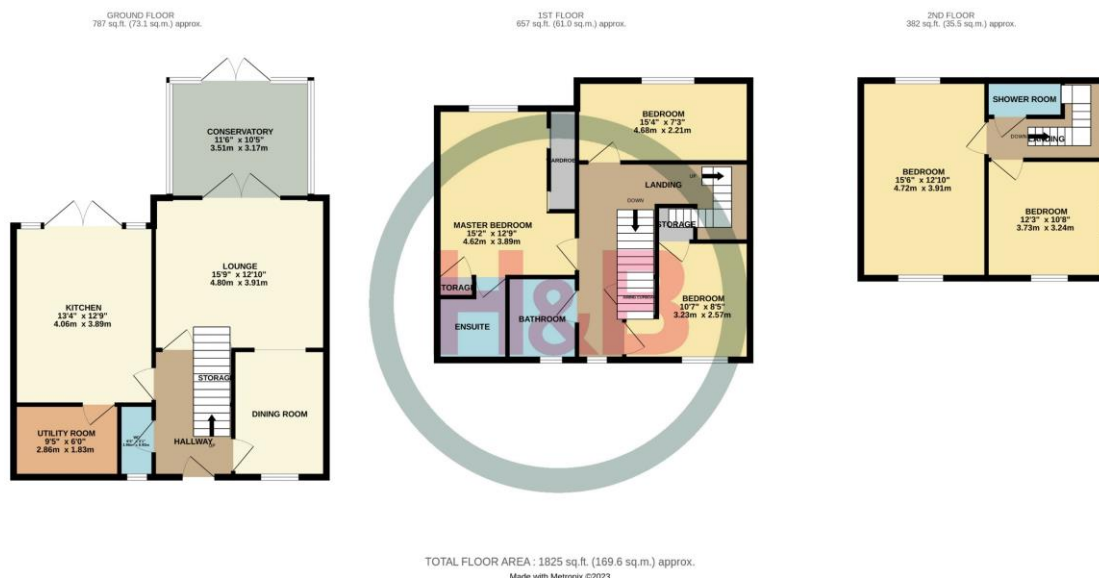 GROUND FLOOR
787 sq.ft. (73.1 sq.m.) approx.
CONSERVATORY
11'6" x 10'5"
3.51m x 3.17m
LOUNGE
15'9" x 12'10"
4.80m x 3.91m
KITCHEN
13'4" x 12'9"
4.06m x 3.89m
STORAGE
DINING ROOM
UTILITY ROOM
9'5" x 6'0"
2.86m x 1.83m
HALLWAY
UP
1ST FLOOR
657 sq.ft. (61.0 sq.m.) approx.
BEDROOM
15'4" x 7'3"
4.68m x 2.21m
LANDING
UP
DOWN
MASTER BEDROOM
15'2" x 12'9"
4.62m x 3.89m
STORAGE
STORAGE
ENSUITE
BATHROOM
BEDROOM
10'7" x 8'5"
3.23m x 2.57m
H&B
2ND FLOOR
382 sq.ft. (35.5 sq.m.) approx.
SHOWER ROOM
DOWN
LANDING
BEDROOM
15'6" x 12'10"
4.72m x 3.91m
BEDROOM
12'3" x 10'8"
3.73m x 3.24m
TOTAL FLOOR AREA : 1825 sq.ft. (169.6 sq.m.) approx.
Made with Metropix ©2023